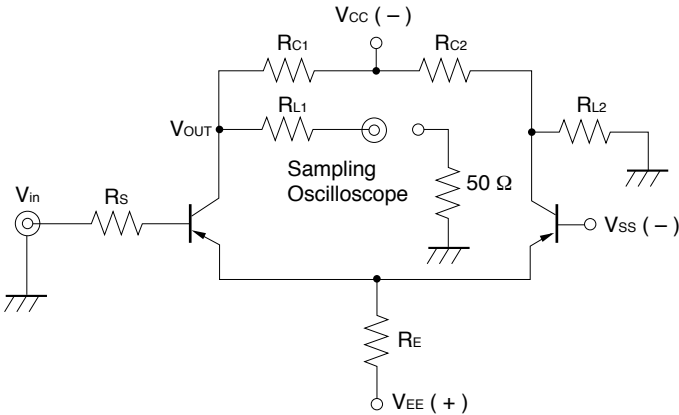 VCC ( − )
RC1
RC2
RL1
RL2
VOUT
Sampling
Oscilloscope
50 Ω
Vin
RS
VSS ( − )
RE
VEE ( + )